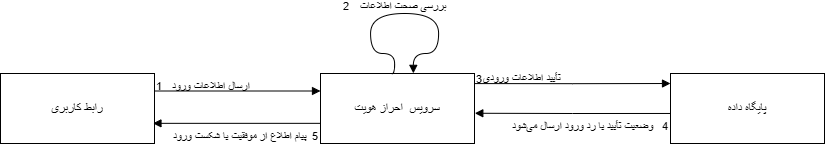 2 بررسی صحت اطلاعات
1 ارسال اطلاعات ورود
3 تأیید اطلاعات ورودی
رابط کاربری
سرویس احراز هویت
پایگاه داده
5 پیام اطلاع از موفقیت یا شکست ورود
4 وضعیت تأیید یا رد ورود ارسال می‌شود